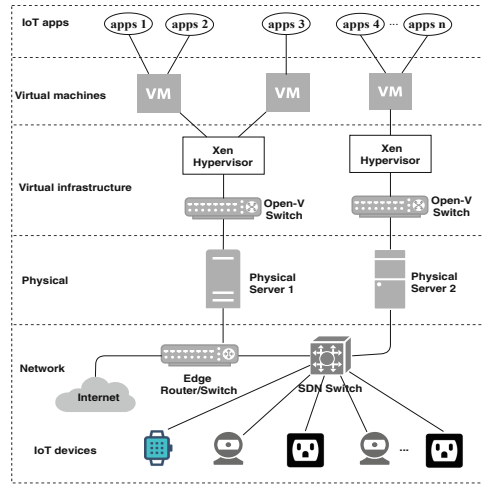 IoT apps
apps 1
apps 2
apps 3
apps 4
...
apps n
Virtual machines
VM
VM
VM
Xen
Hypervisor
Xen
Hypervisor
Virtual infrastructure
Open-V
Switch
Open-V
Switch
Physical
Physical
Server 1
Physical
Server 2
Network
Internet
Edge
Router/Switch
SDN Switch
IoT devices
...